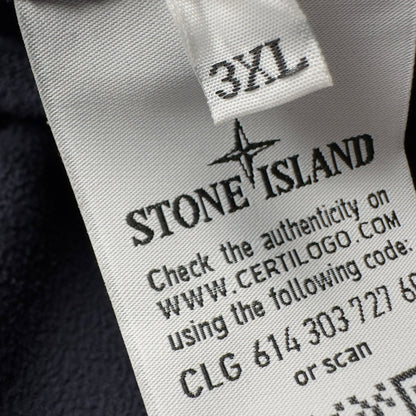 3XL
STONE ISLAND
Check the authenticity on
WWW.CERTILOGO.COM
using the following code:
CLG 614 303 727 6
or scan